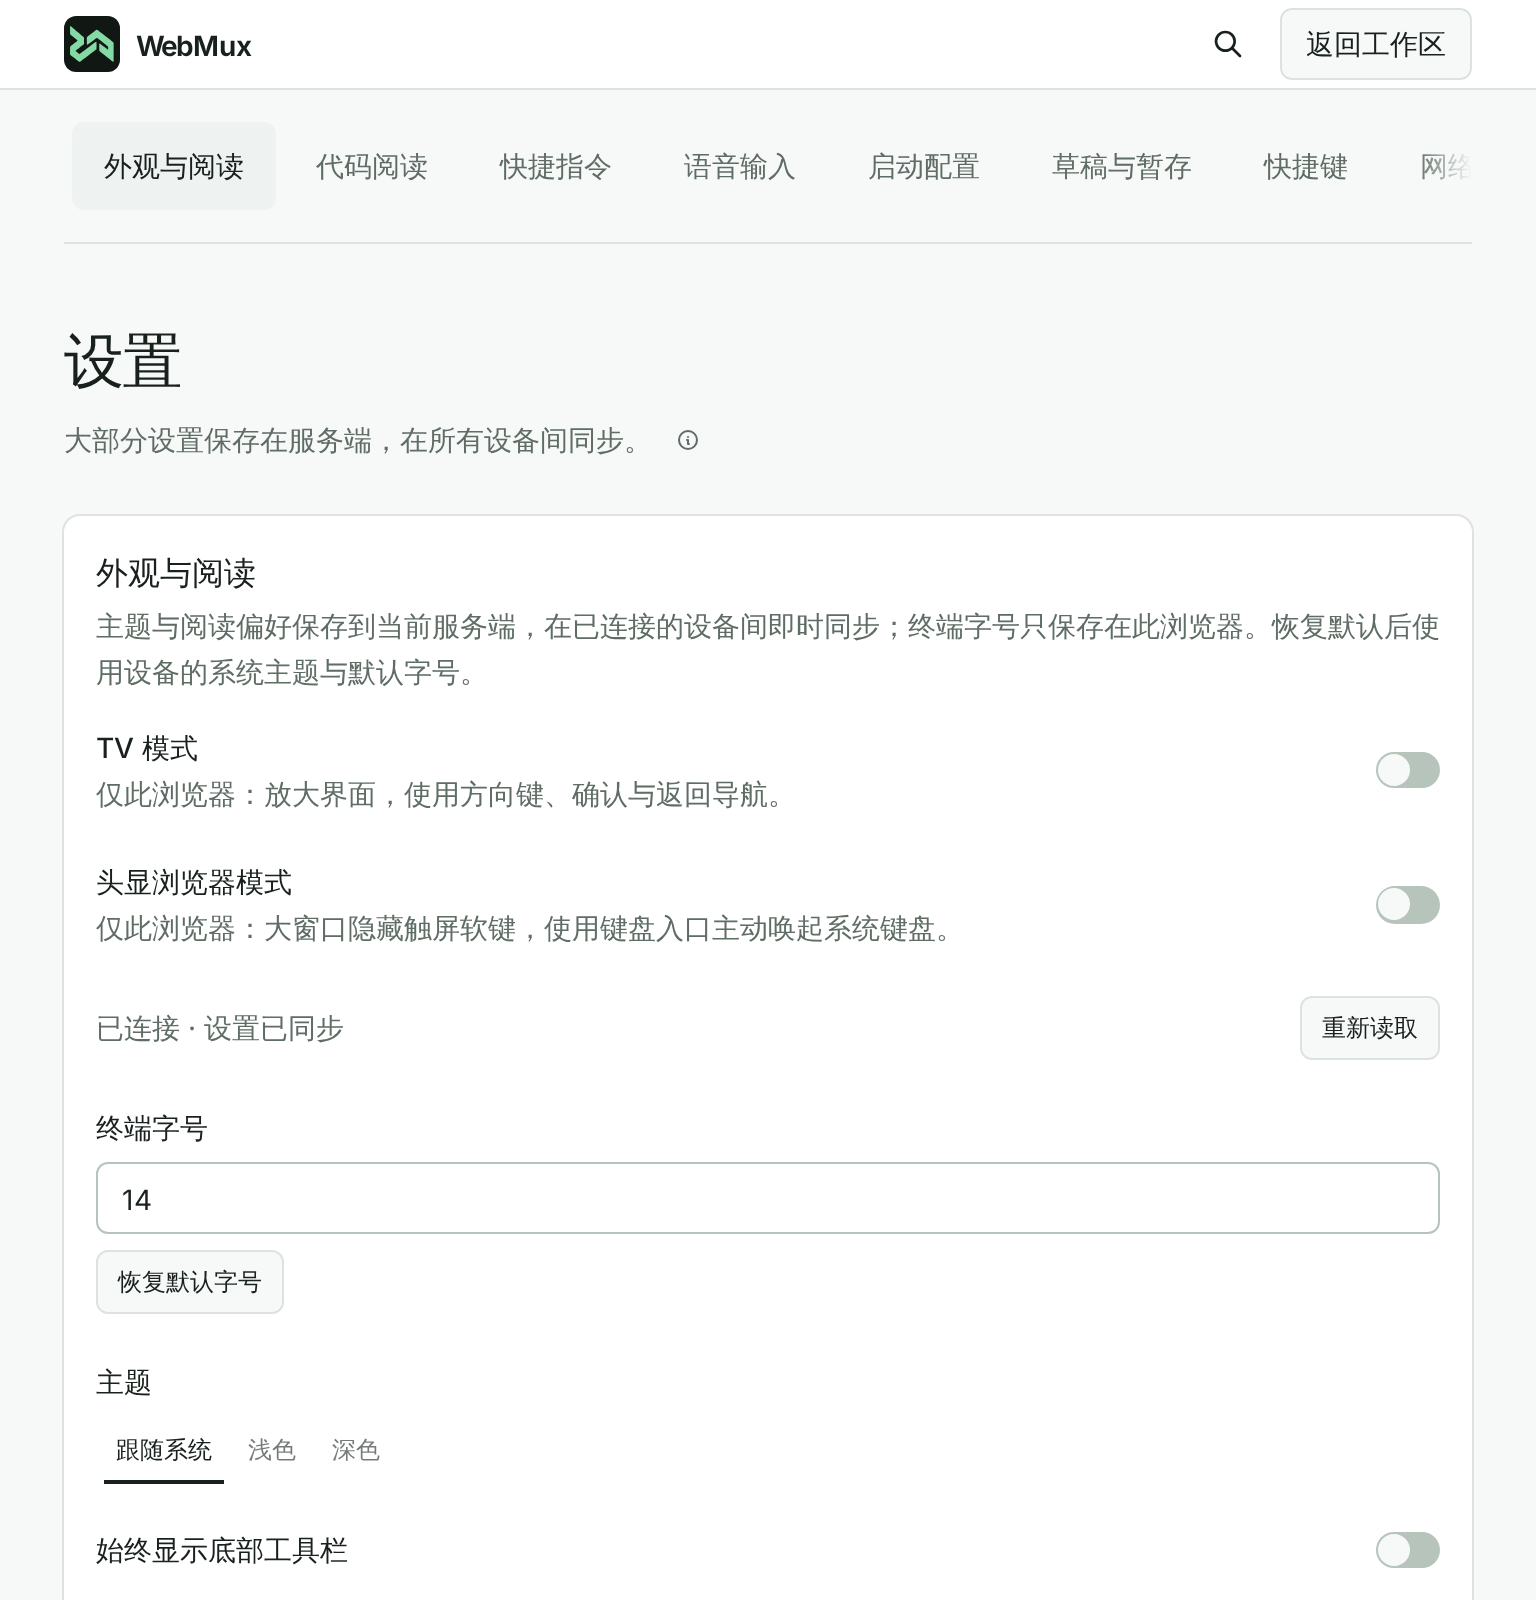 WebMux
返回工作区
外观与阅读
代码阅读
快捷指令
语音输入
启动配置
草稿与暂存
快捷键
网络
设置
大部分设置保存在服务端，在所有设备间同步。
外观与阅读
主题与阅读偏好保存到当前服务端，在已连接的设备间即时同步；终端字号只保存在此浏览器。恢复默认后使
用设备的系统主题与默认字号。
TV 模式
仅此浏览器：放大界面，使用方向键、确认与返回导航。
头显浏览器模式
仅此浏览器：大窗口隐藏触屏软键，使用键盘入口主动唤起系统键盘。
已连接 · 设置已同步
重新读取
终端字号
14
恢复默认字号
主题
跟随系统
浅色
深色
始终显示底部工具栏